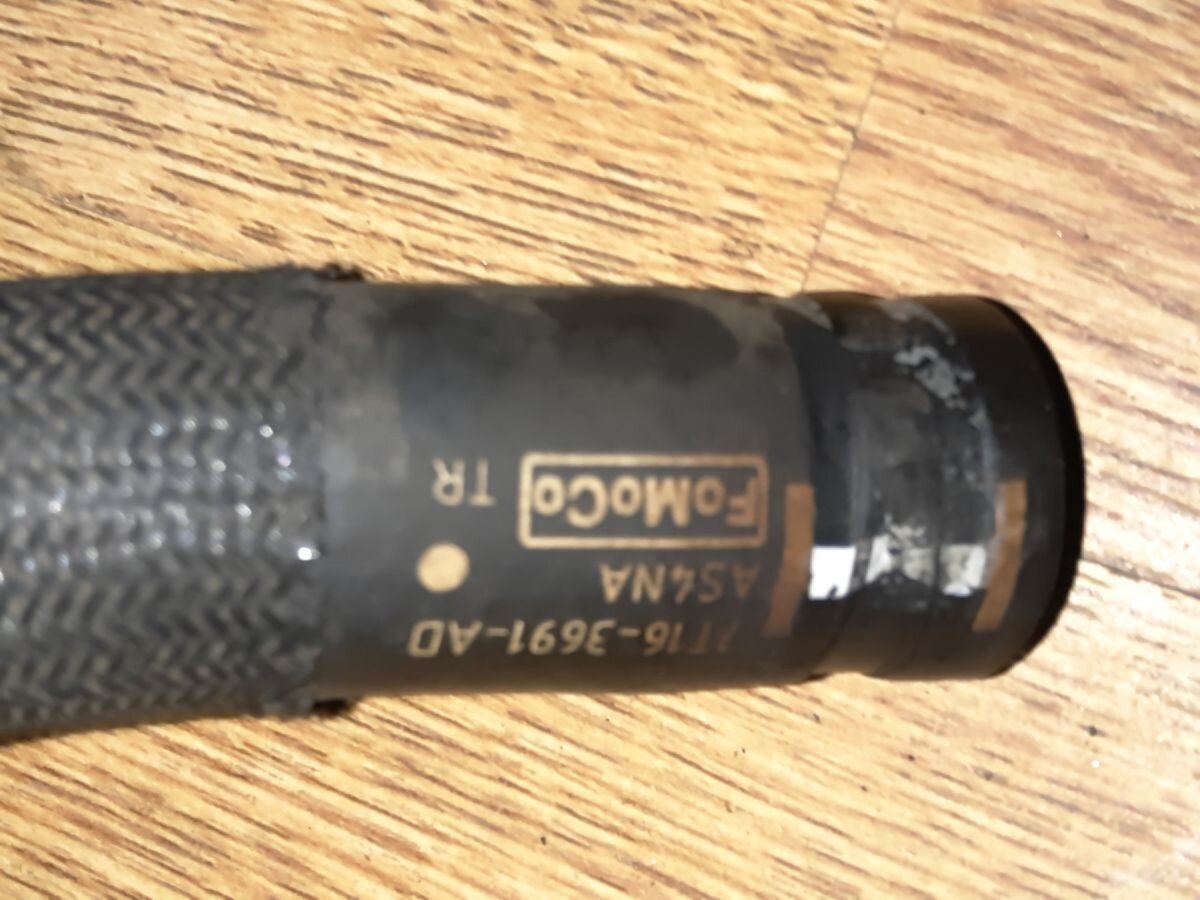 7T16-3691-AD
AS4NA
FoMoCo TR